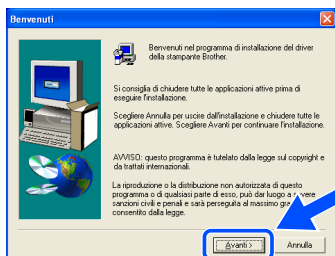 Benvenuti
Benvenuti nel programma di installazione del driver
della stampante Brother.
Si consiglia di chiudere tutte le applicazioni attive prima di
eseguire l'installazione.
Scegliere Annulla per uscire dall'installazione e chiudere tutte le
applicazioni attive. Scegliere Avanti per continuare l'installazione.
AVVISO: questo programma è tutelato dalla legge sul copyright e
da trattati internazionali.
La riproduzione o la distribuzione non autorizzata di questo
programma o di qualsiasi parte di esso, può dar luogo a
sanzioni civili e penali e sarà perseguita al massimo
consentito dalla legge.
Avanti >
Annulla